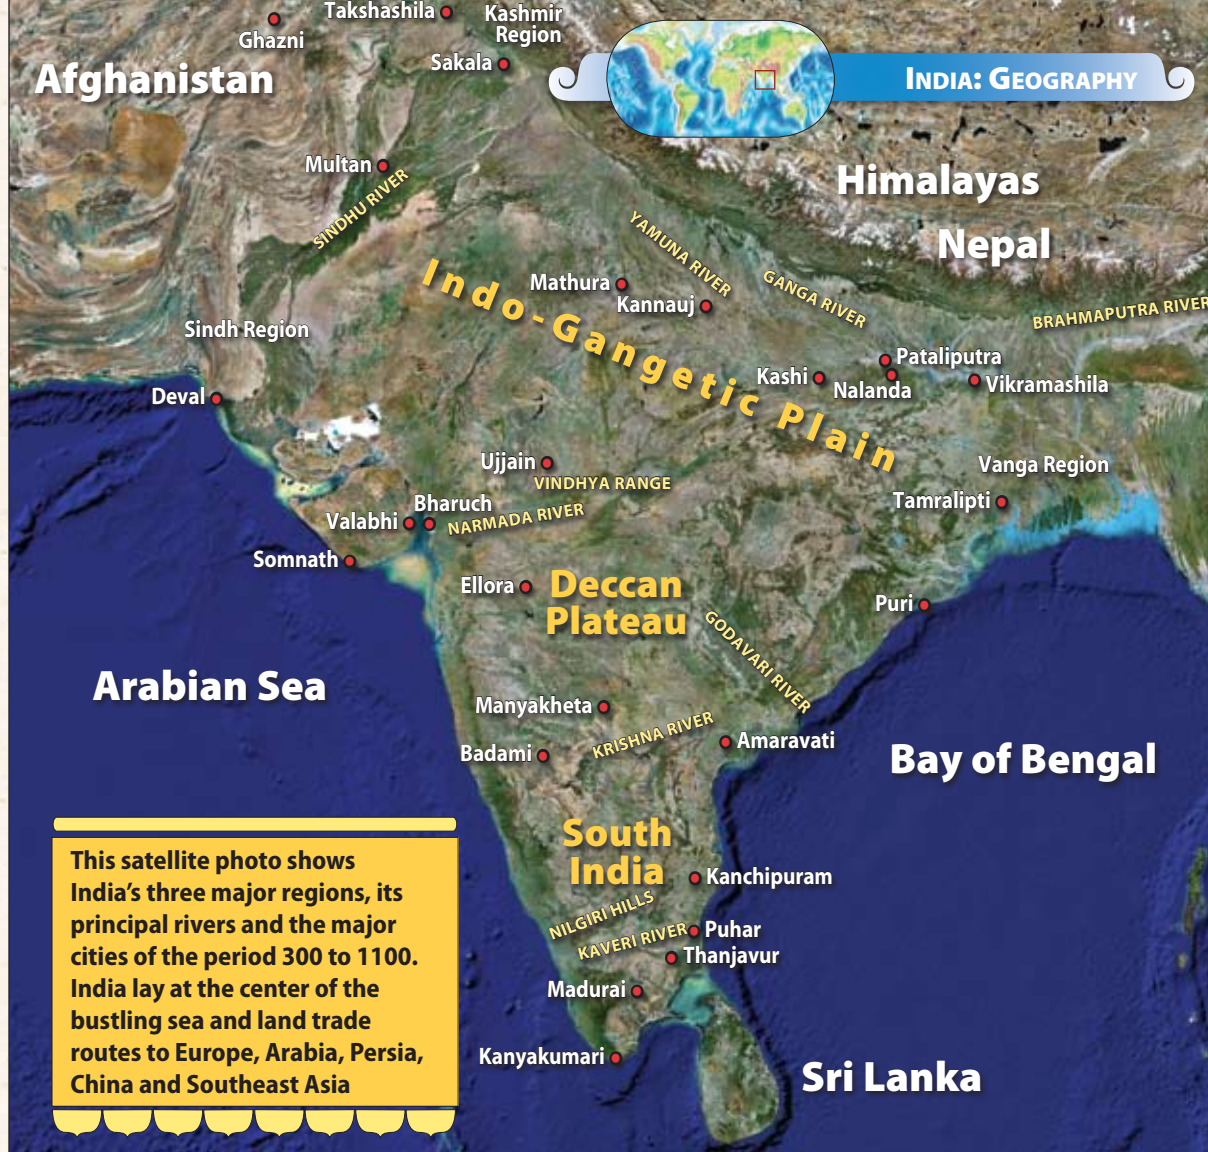 Takshashila
Kashmir
Region
Ghazni
Sakala
Afghanistan
INDIA: GEOGRAPHY
Multan
Himalayas
SINDHU RIVER
YAMUNA RIVER
Nepal
Indo-Gangetic Plain
Mathura
GANGA RIVER
Kannauj
BRAHMAPUTRA RIVER
Sindh Region
Pataliputra
Kashi
Nalanda
Vikramashila
Deval
Ujjain
VINDHYA RANGE
Vanga Region
Bharuch
Tamralipti
Valabhi
NARMADA RIVER
Somnath
Ellora
Deccan
Plateau
Puri
GODAVARI RIVER
Arabian Sea
Manyakheta
KRISHNA RIVER
Amaravati
Badami
Bay of Bengal
South
India
Kanchipuram
NILGIRI HILLS
KAVERI RIVER
Puhar
Thanjavur
Madurai
Kanyakumari
Sri Lanka
This satellite photo shows
India’s three major regions, its
principal rivers and the major
cities of the period 300 to 1100.
India lay at the center of the
bustling sea and land trade
routes to Europe, Arabia, Persia,
China and Southeast Asia